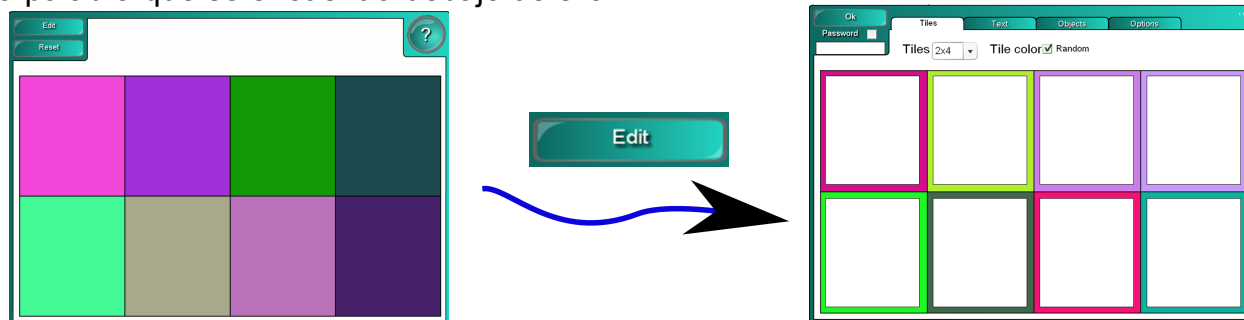 Edit
Reset
?
Edit
Ok
Password
Tiles
Text
Objects
Options
Tiles 2x4 Tile color Random